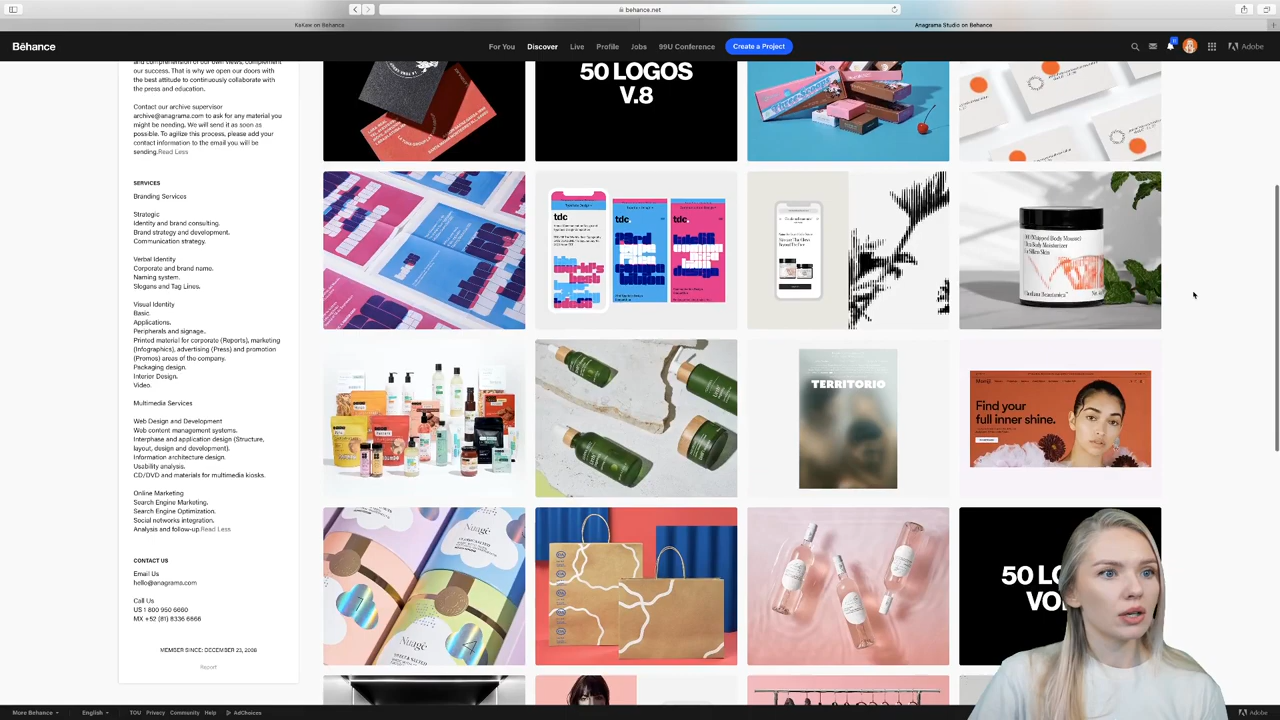 behance.net
KeKew on Behance
Anagrama Studio on Behance
Bēhance
For You
Discover
Live
Profile
Jobs
99U Conference
Create a Project
Adobe
and comprehension of our own views, convern
our success. That is why we open our doors with
the best attitude to continuously collaborate with
the press and education.
Contact our archive supervisor
archive@anagrama.com to ask for any material you
might be needing. We will send it as soon as
possible. To agilize this process, please add your
contact information to the email you will be
sending.Read Less
SERVICES
Branding Services
Strategic
Identity and brand consulting.
Brand strategy and development.
Communication strategy.
Verbal Identity
Corporate and brand name.
Naming system.
Slogans and Tag Lines.
Visual Identity
Basic.
Applications.
Peripherals and signage.
Printed material for corporate (Reports), marketing
(Infographics), advertising (Press) and promotion
(Promos) areas of the company.
Packaging design.
Interior Design.
Video.
Multimedia Services
Web Design and Development
Web content management systems.
Interphase and application design (Structure,
layout, design and development).
Information architecture design.
Usability analysis.
CD/DVD and materials for multimedia kiosks.
Online Marketing
Search Engine Marketing.
Search Engine Optimization.
Social networks integration.
Analysis and follow-up.Read Less
CONTACT US
Email Us
hello@anagrama.com
Call Us
US 1 800 950 6660
MX +52 (81) 8336 6666
MEMBER SINCE: DECEMBER 23, 2008
Report
50 LOGOS
V.8
tdc
tdc
tdc
TERRITORIO
Find your
full inner shine.
Nuage
50 LO
VO
More Behance
English
TOU
Privacy
Community
Help
AdChoices
Adobe